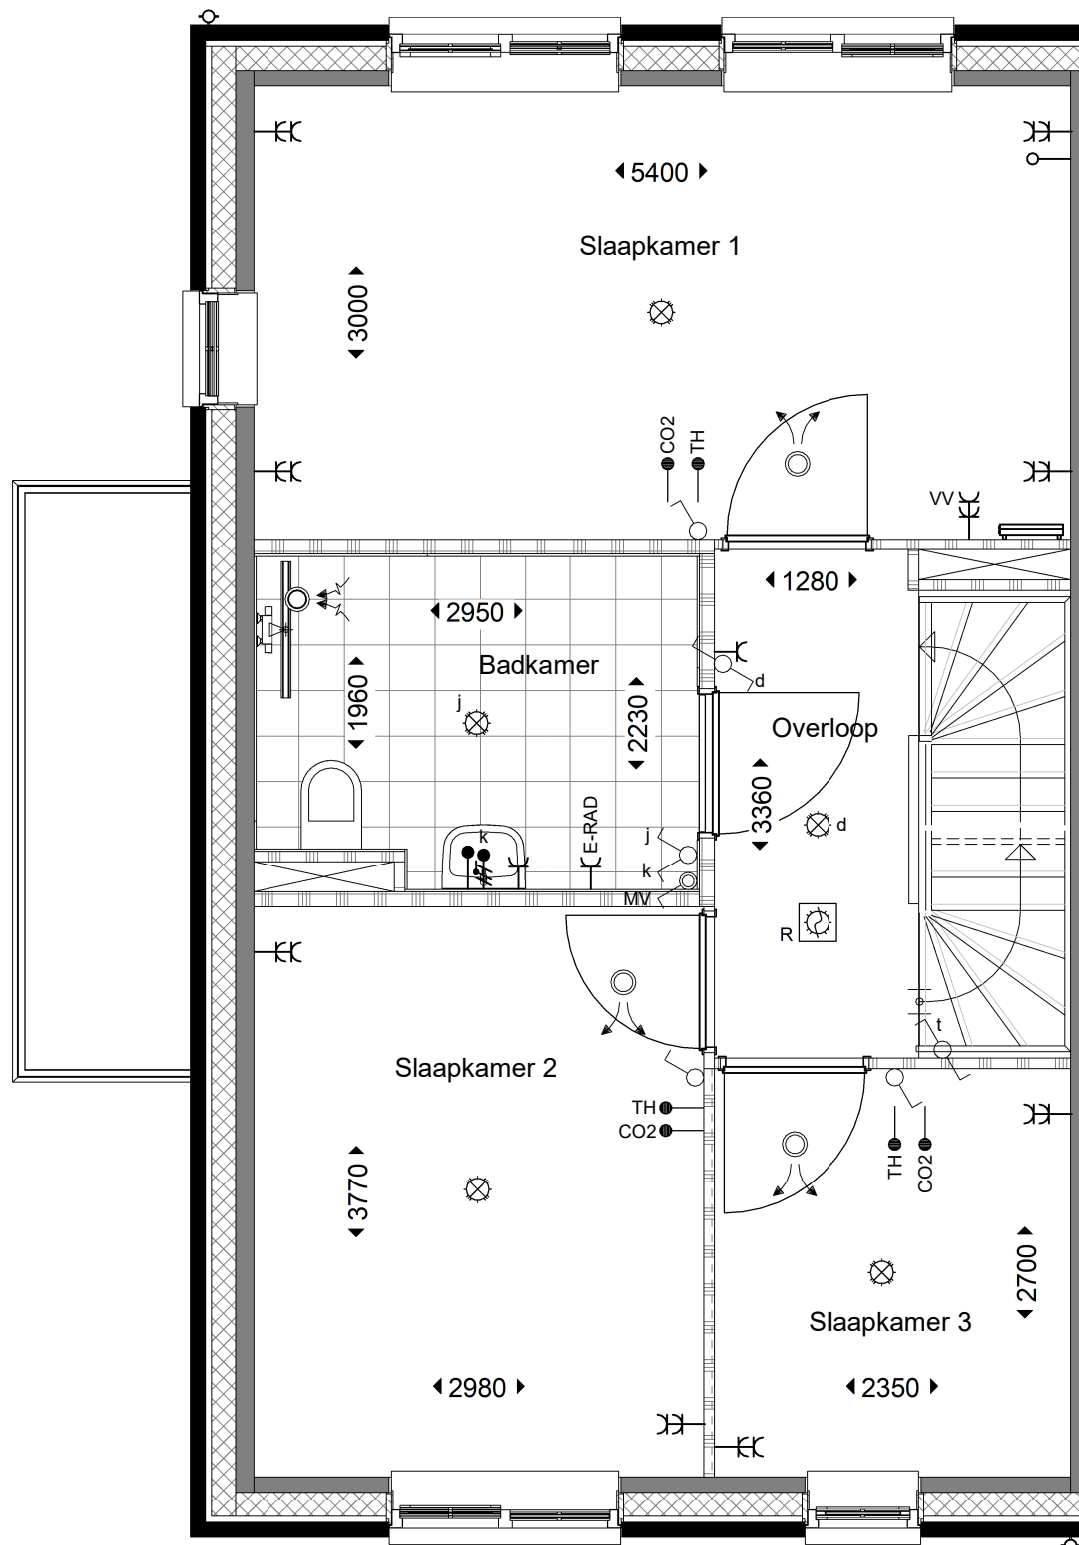 5400
Slaapkamer 1
3000
CO2
TH
VV
1280
2950
Badkamer
d
1960
j
2230
Overloop
3360
d
E-RAD
k
j
k
MV
R
t
Slaapkamer 2
TH
CO2
TH
CO2
3770
2700
Slaapkamer 3
2980
2350